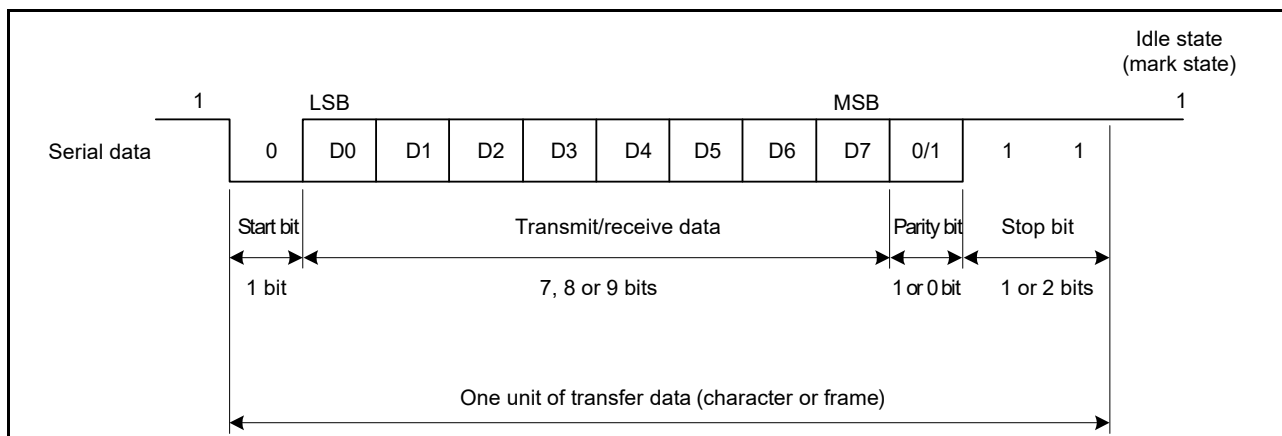 Idle state
(mark state)
1 LSB MSB 1
Serial data 0 D0 D1 D2 D3 D4 D5 D6 D7 0/1 1 1
Start bit Transmit/receive data Parity bit Stop bit
1 bit 7, 8 or 9 bits 1 or 0 bit 1 or 2 bits
One unit of transfer data (character or frame)